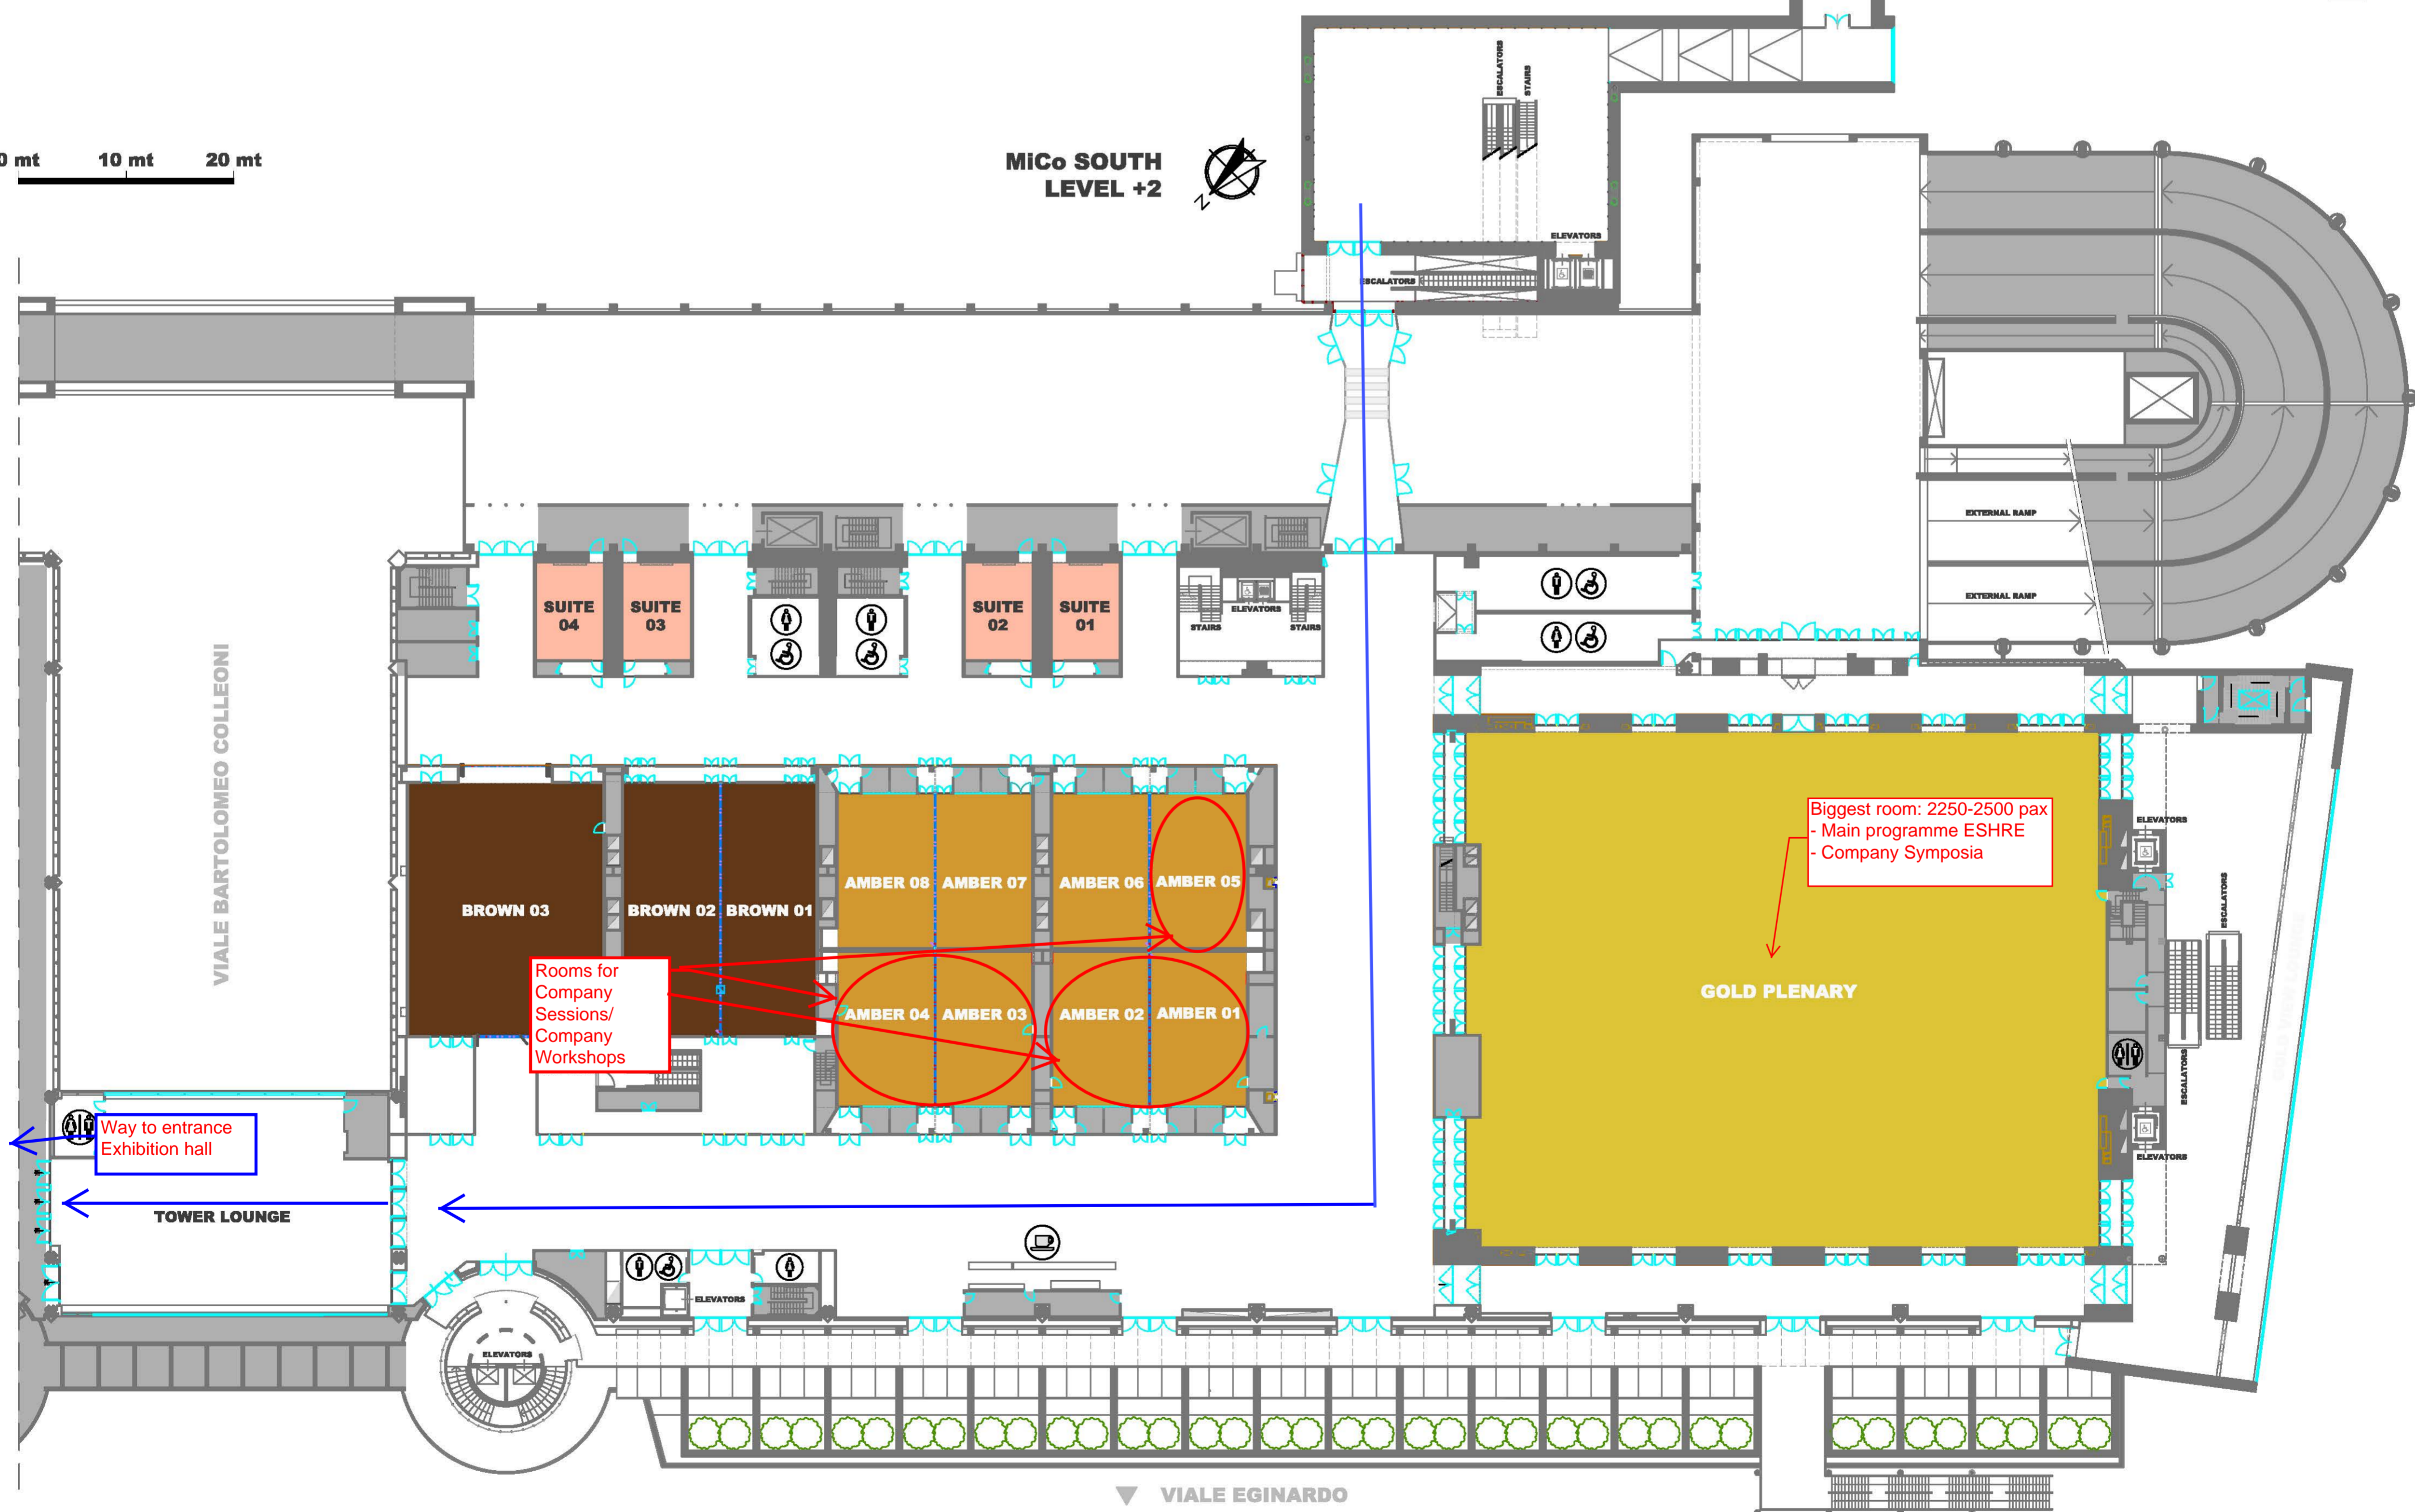 ESCALATORS
STAIRS
0 mt 10 mt 20 mt
MiCo SOUTH
LEVEL +2
N
ELEVATORS
ESCALATORS
EXTERNAL RAMP
EXTERNAL RAMP
SUITE
04
SUITE
03
SUITE
02
SUITE
01
ELEVATORS
STAIRS
STAIRS
VIALE BARTOLOMEO COLLEONI
Biggest room: 2250-2500 pax
- Main programme ESHRE
- Company Symposia
ELEVATORS
ESCALATORS
AMBER 08
AMBER 07
AMBER 06
AMBER 05
BROWN 03
BROWN 02
BROWN 01
Rooms for
Company
Sessions/
Company
Workshops
GOLD PLENARY
AMBER 04
AMBER 03
AMBER 02
AMBER 01
ESCALATORS
Way to entrance
Exhibition hall
ELEVATORS
TOWER LOUNGE
ELEVATORS
ELEVATORS
VIALE EGINARDO